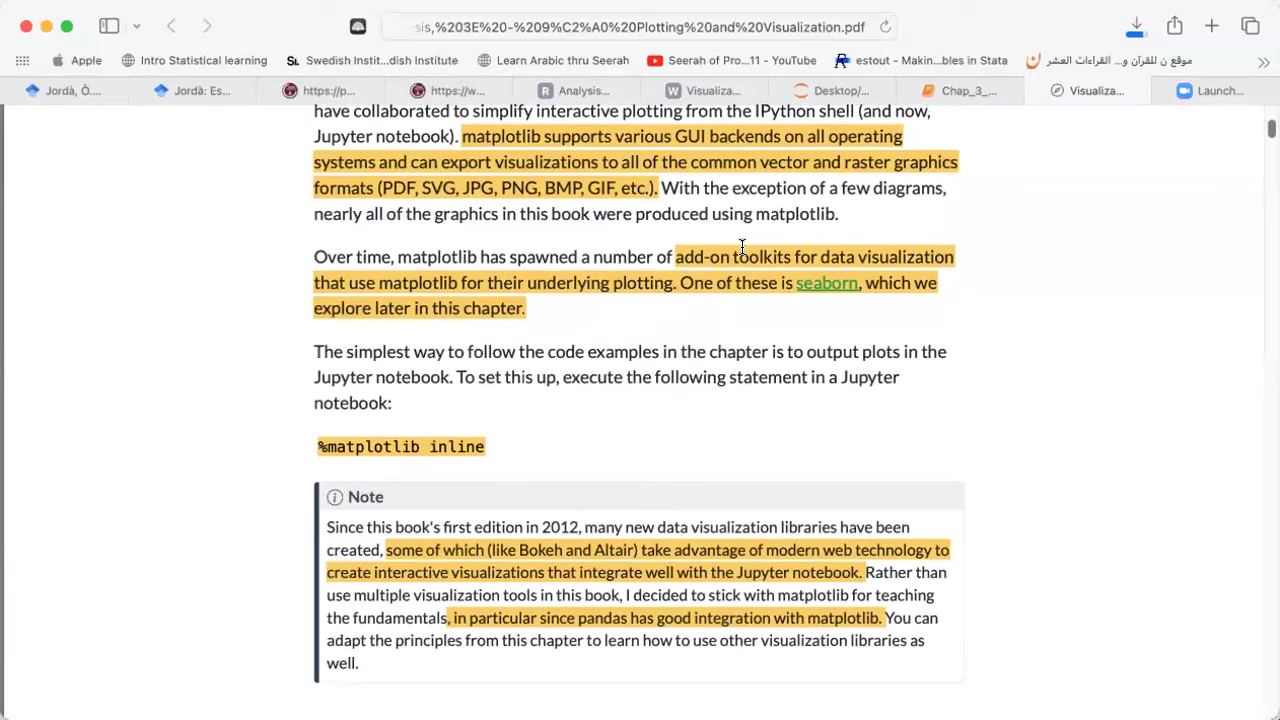 sis,%203E%20-%209%C2%A0%20Plotting%20and%20Visualization.pdf
Apple
Intro Statistical learning
SL Swedish Instit...dish Institute
Learn Arabic thru Seerah
Seerah of Pro...11 - YouTube
estout - Makin...bles in Stata
موقع ن للقرآن و... القراءات العشر
Jordà, Ò....
Jordà: Es...
https://p...
https://w...
R Analysis...
W Visualiza...
Desktop/...
Chap_3_...
Visualiza...
Launch...
have collaborated to simplify interactive plotting from the IPython shell (and now,
Jupyter notebook). matplotlib supports various GUI backends on all operating
systems and can export visualizations to all of the common vector and raster graphics
formats (PDF, SVG, JPG, PNG, BMP, GIF, etc.). With the exception of a few diagrams,
nearly all of the graphics in this book were produced using matplotlib.
Over time, matplotlib has spawned a number of add-on toolkits for data visualization
that use matplotlib for their underlying plotting. One of these is seaborn, which we
explore later in this chapter.
The simplest way to follow the code examples in the chapter is to output plots in the
Jupyter notebook. To set this up, execute the following statement in a Jupyter
notebook:
%matplotlib inline
Note
Since this book's first edition in 2012, many new data visualization libraries have been
created, some of which (like Bokeh and Altair) take advantage of modern web technology to
create interactive visualizations that integrate well with the Jupyter notebook. Rather than
use multiple visualization tools in this book, I decided to stick with matplotlib for teaching
the fundamentals, in particular since pandas has good integration with matplotlib. You can
adapt the principles from this chapter to learn how to use other visualization libraries as
well.